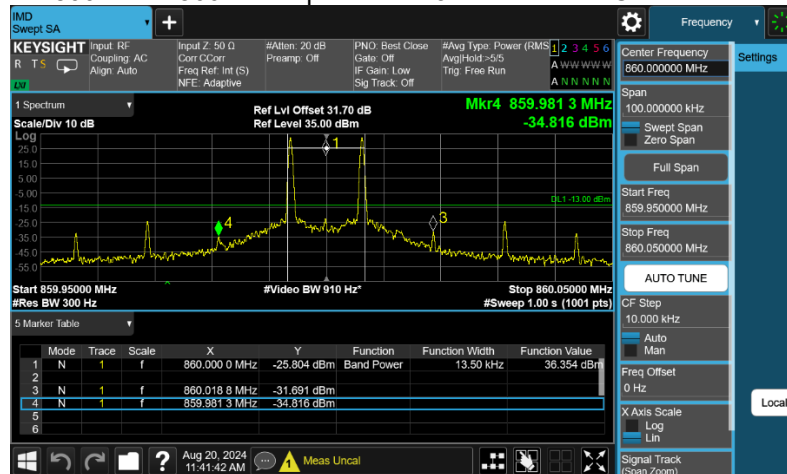 IMD
Swept SA
Frequency
KEYSIGHT
R T S
LXI
Input: RF
Coupling: AC
Align: Auto
Input Z: 50 Ω
Corr CCorr
Freq Ref: Int (S)
NFE: Adaptive
#Atten: 20 dB
Preamp: Off
PNO: Best Close
Gate: Off
IF Gain: Low
Sig Track: Off
#Avg Type: Power (RMS
Avg|Hold:>5/5
Trig: Free Run
1 2 3 4 5 6
A W W W W W
A N N N N N
1 Spectrum
Scale/Div 10 dB
Ref Lvl Offset 31.70 dB
Ref Level 35.00 dBm
Mkr4 859.981 3 MHz
-34.816 dBm
Log
25.0
15.0
5.00
-5.00
-15.0
-25.0
-35.0
-45.0
-55.0
1
4
3
DL1 -13.00 dBm
Start 859.95000 MHz
#Res BW 300 Hz
#Video BW 910 Hz*
Stop 860.05000 MHz
#Sweep 1.00 s (1001 pts)
5 Marker Table
Mode Trace Scale X Y Function Function Width Function Value
1 N 1 f 860.000 0 MHz -25.804 dBm Band Power 13.50 kHz 36.354 dBm
2
3 N 1 f 860.018 8 MHz -31.691 dBm
4 N 1 f 859.981 3 MHz -34.816 dBm
5
6
Aug 20, 2024
11:41:42 AM
Meas Uncal
Center Frequency
860.000000 MHz
Span
100.000000 kHz
Swept Span
Zero Span
Full Span
Start Freq
859.950000 MHz
Stop Freq
860.050000 MHz
AUTO TUNE
CF Step
10.000 kHz
Auto
Man
Freq Offset
0 Hz
X Axis Scale
Log
Lin
Signal Track
(Span Zoom)
Settings
Local